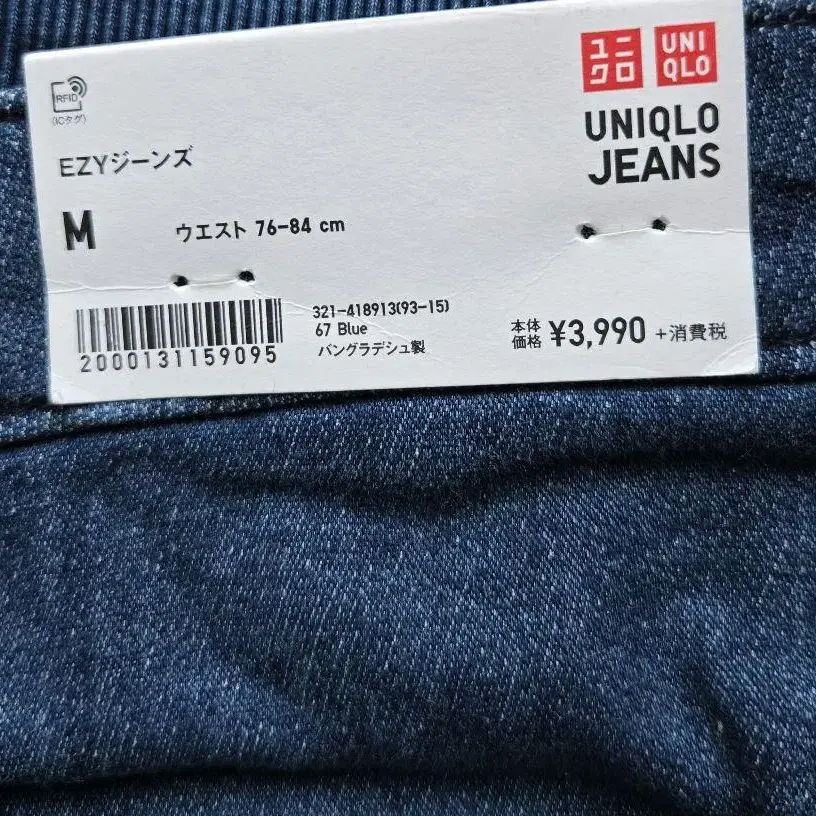 RFID
(ICタグ)
ユニクロ
UNIQLO
UNIQLO
JEANS
EZYジーンズ
M
ウエスト 76-84 cm
321-418913(93-15)
67 Blue
バングラデシュ製
2000131159095
本体価格 ¥3,990 +消費税